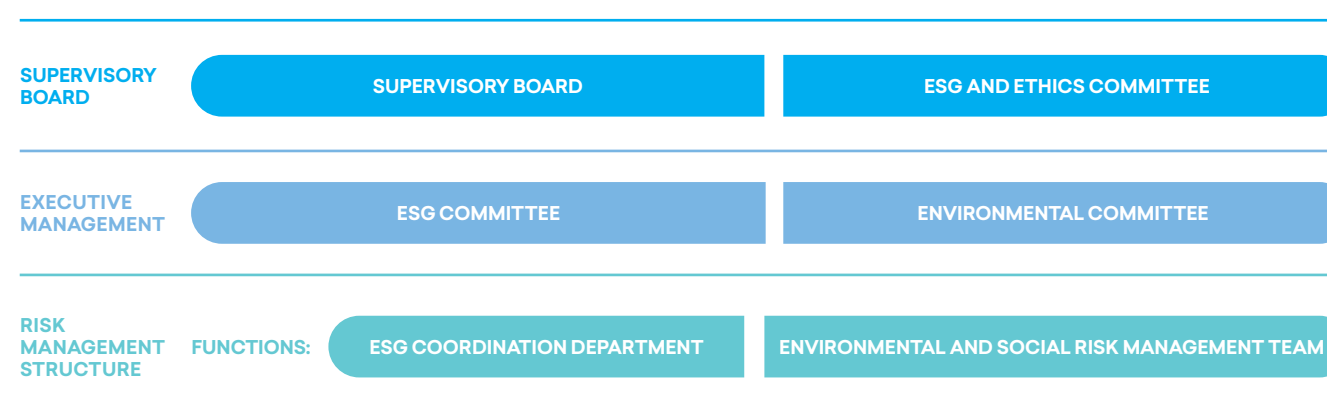 SUPERVISORY
BOARD
SUPERVISORY BOARD
ESG AND ETHICS COMMITTEE
EXECUTIVE
MANAGEMENT
ESG COMMITTEE
ENVIRONMENTAL COMMITTEE
RISK
MANAGEMENT
STRUCTURE
FUNCTIONS:
ESG COORDINATION DEPARTMENT
ENVIRONMENTAL AND SOCIAL RISK MANAGEMENT TEAM